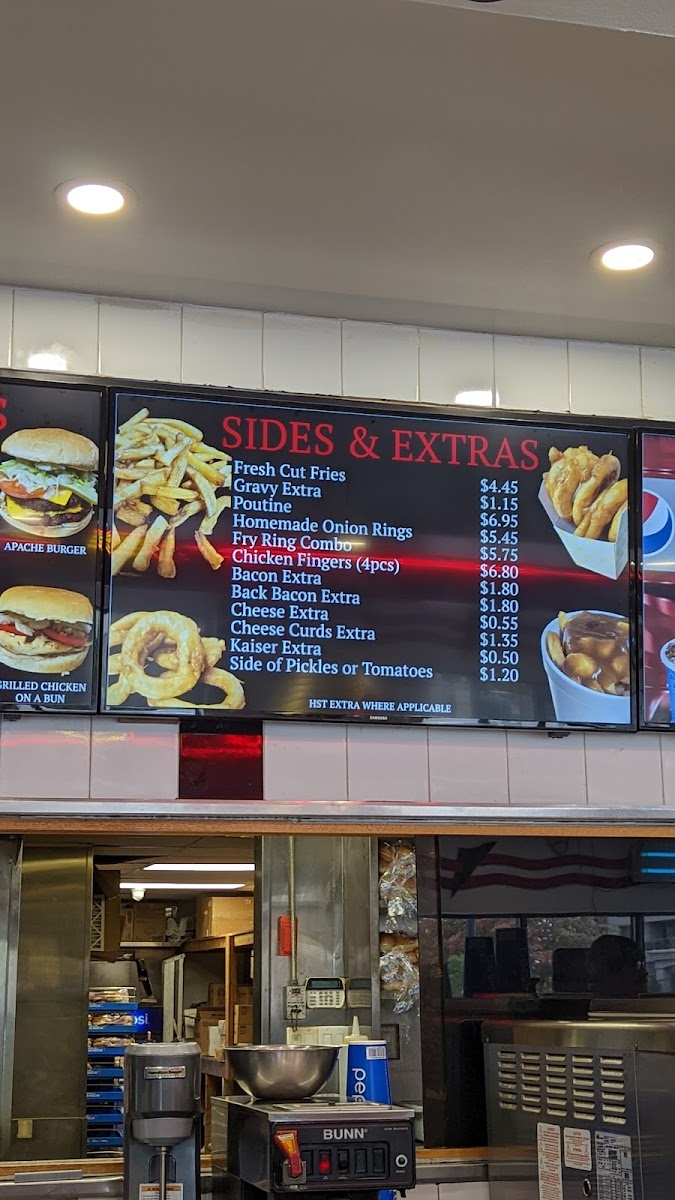 S
SIDES & EXTRAS
Fresh Cut Fries $4.45
Gravy Extra $1.15
Poutine $6.95
Homemade Onion Rings $5.45
Fry Ring Combo $5.75
Chicken Fingers (4pcs) $6.80
Bacon Extra $1.80
Back Bacon Extra $1.80
Cheese Extra $0.55
Cheese Curds Extra $1.35
Kaiser Extra $0.50
Side of Pickles or Tomatoes $1.20
HST EXTRA WHERE APPLICABLE
SAMSUNG
APACHE BURGER
GRILLED CHICKEN
ON A BUN
psi
pe
BUNN